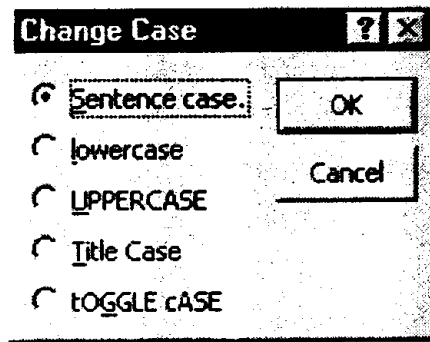 Change Case
Sentence case.
OK
lowercase
Cancel
UPPERCASE
Title Case
tOGGLE cASE